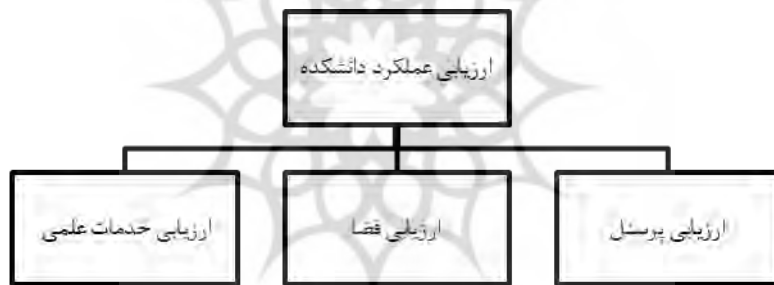 ارزیابی عملکرد دانشکده
ارزیابی پرسنل
ارزیابی فضا
ارزیابی خدمات علمی